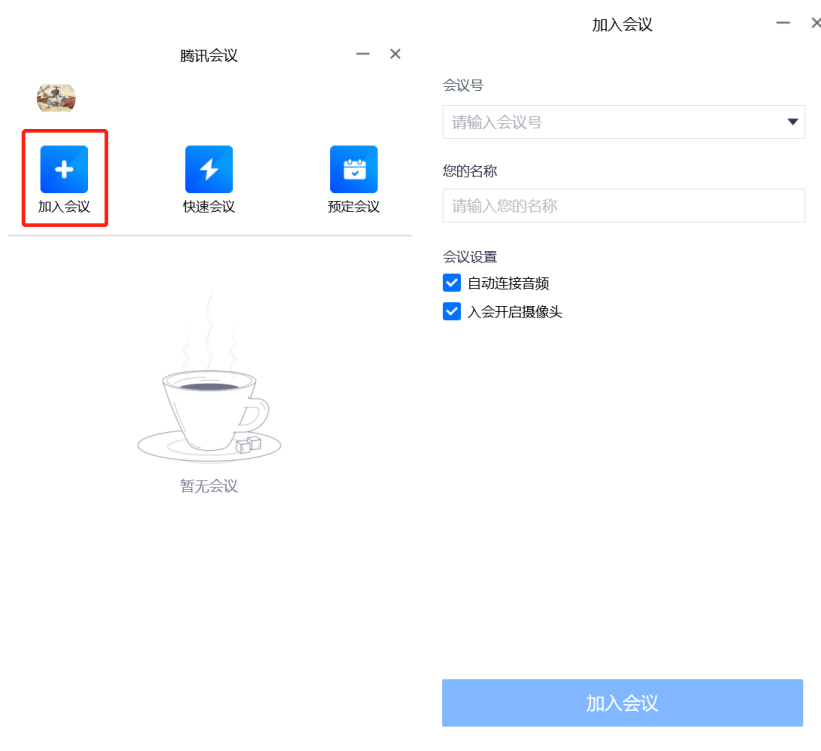 腾讯会议
加入会议
快速会议
预定会议
暂无会议
加入会议
会议号
请输入会议号
您的名称
请输入您的名称
会议设置
自动连接音频
入会开启摄像头
加入会议